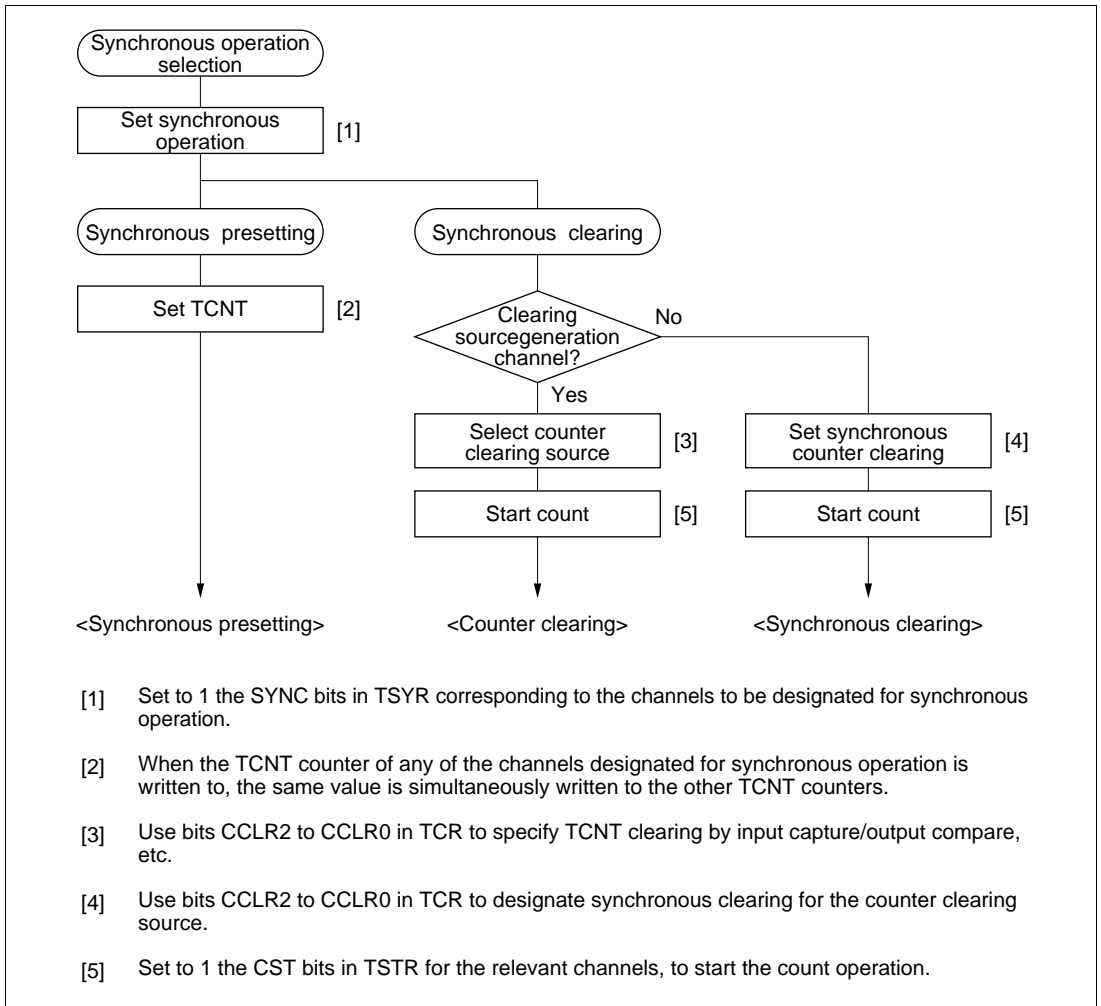 Synchronous operation
selection
Set synchronous
operation
[1]
Synchronous presetting
Synchronous clearing
Set TCNT
[2]
Clearing
sourcegeneration
channel?
No
Yes
Select counter
clearing source
[3]
Set synchronous
counter clearing
[4]
Start count
[5]
Start count
[5]
<Synchronous presetting>
<Counter clearing>
<Synchronous clearing>
[1] Set to 1 the SYNC bits in TSYR corresponding to the channels to be designated for synchronous
operation.
[2] When the TCNT counter of any of the channels designated for synchronous operation is
written to, the same value is simultaneously written to the other TCNT counters.
[3] Use bits CCLR2 to CCLR0 in TCR to specify TCNT clearing by input capture/output compare,
etc.
[4] Use bits CCLR2 to CCLR0 in TCR to designate synchronous clearing for the counter clearing
source.
[5] Set to 1 the CST bits in TSTR for the relevant channels, to start the count operation.